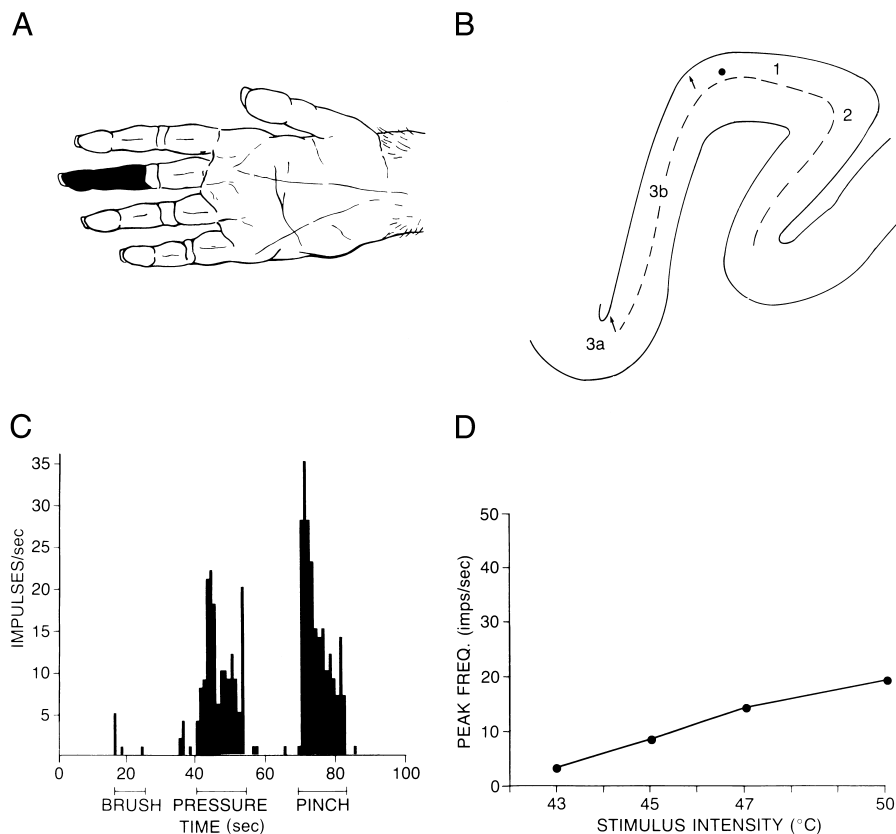 A
B
1
2
3b
3a
C
IMPULSES/sec
35
30
25
20
15
10
5
0
20
40
60
80
100
BRUSH
PRESSURE
PINCH
TIME (sec)
D
PEAK FREQ. (imps/sec)
50
40
30
20
10
0
43
45
47
50
STIMULUS INTENSITY (°C)